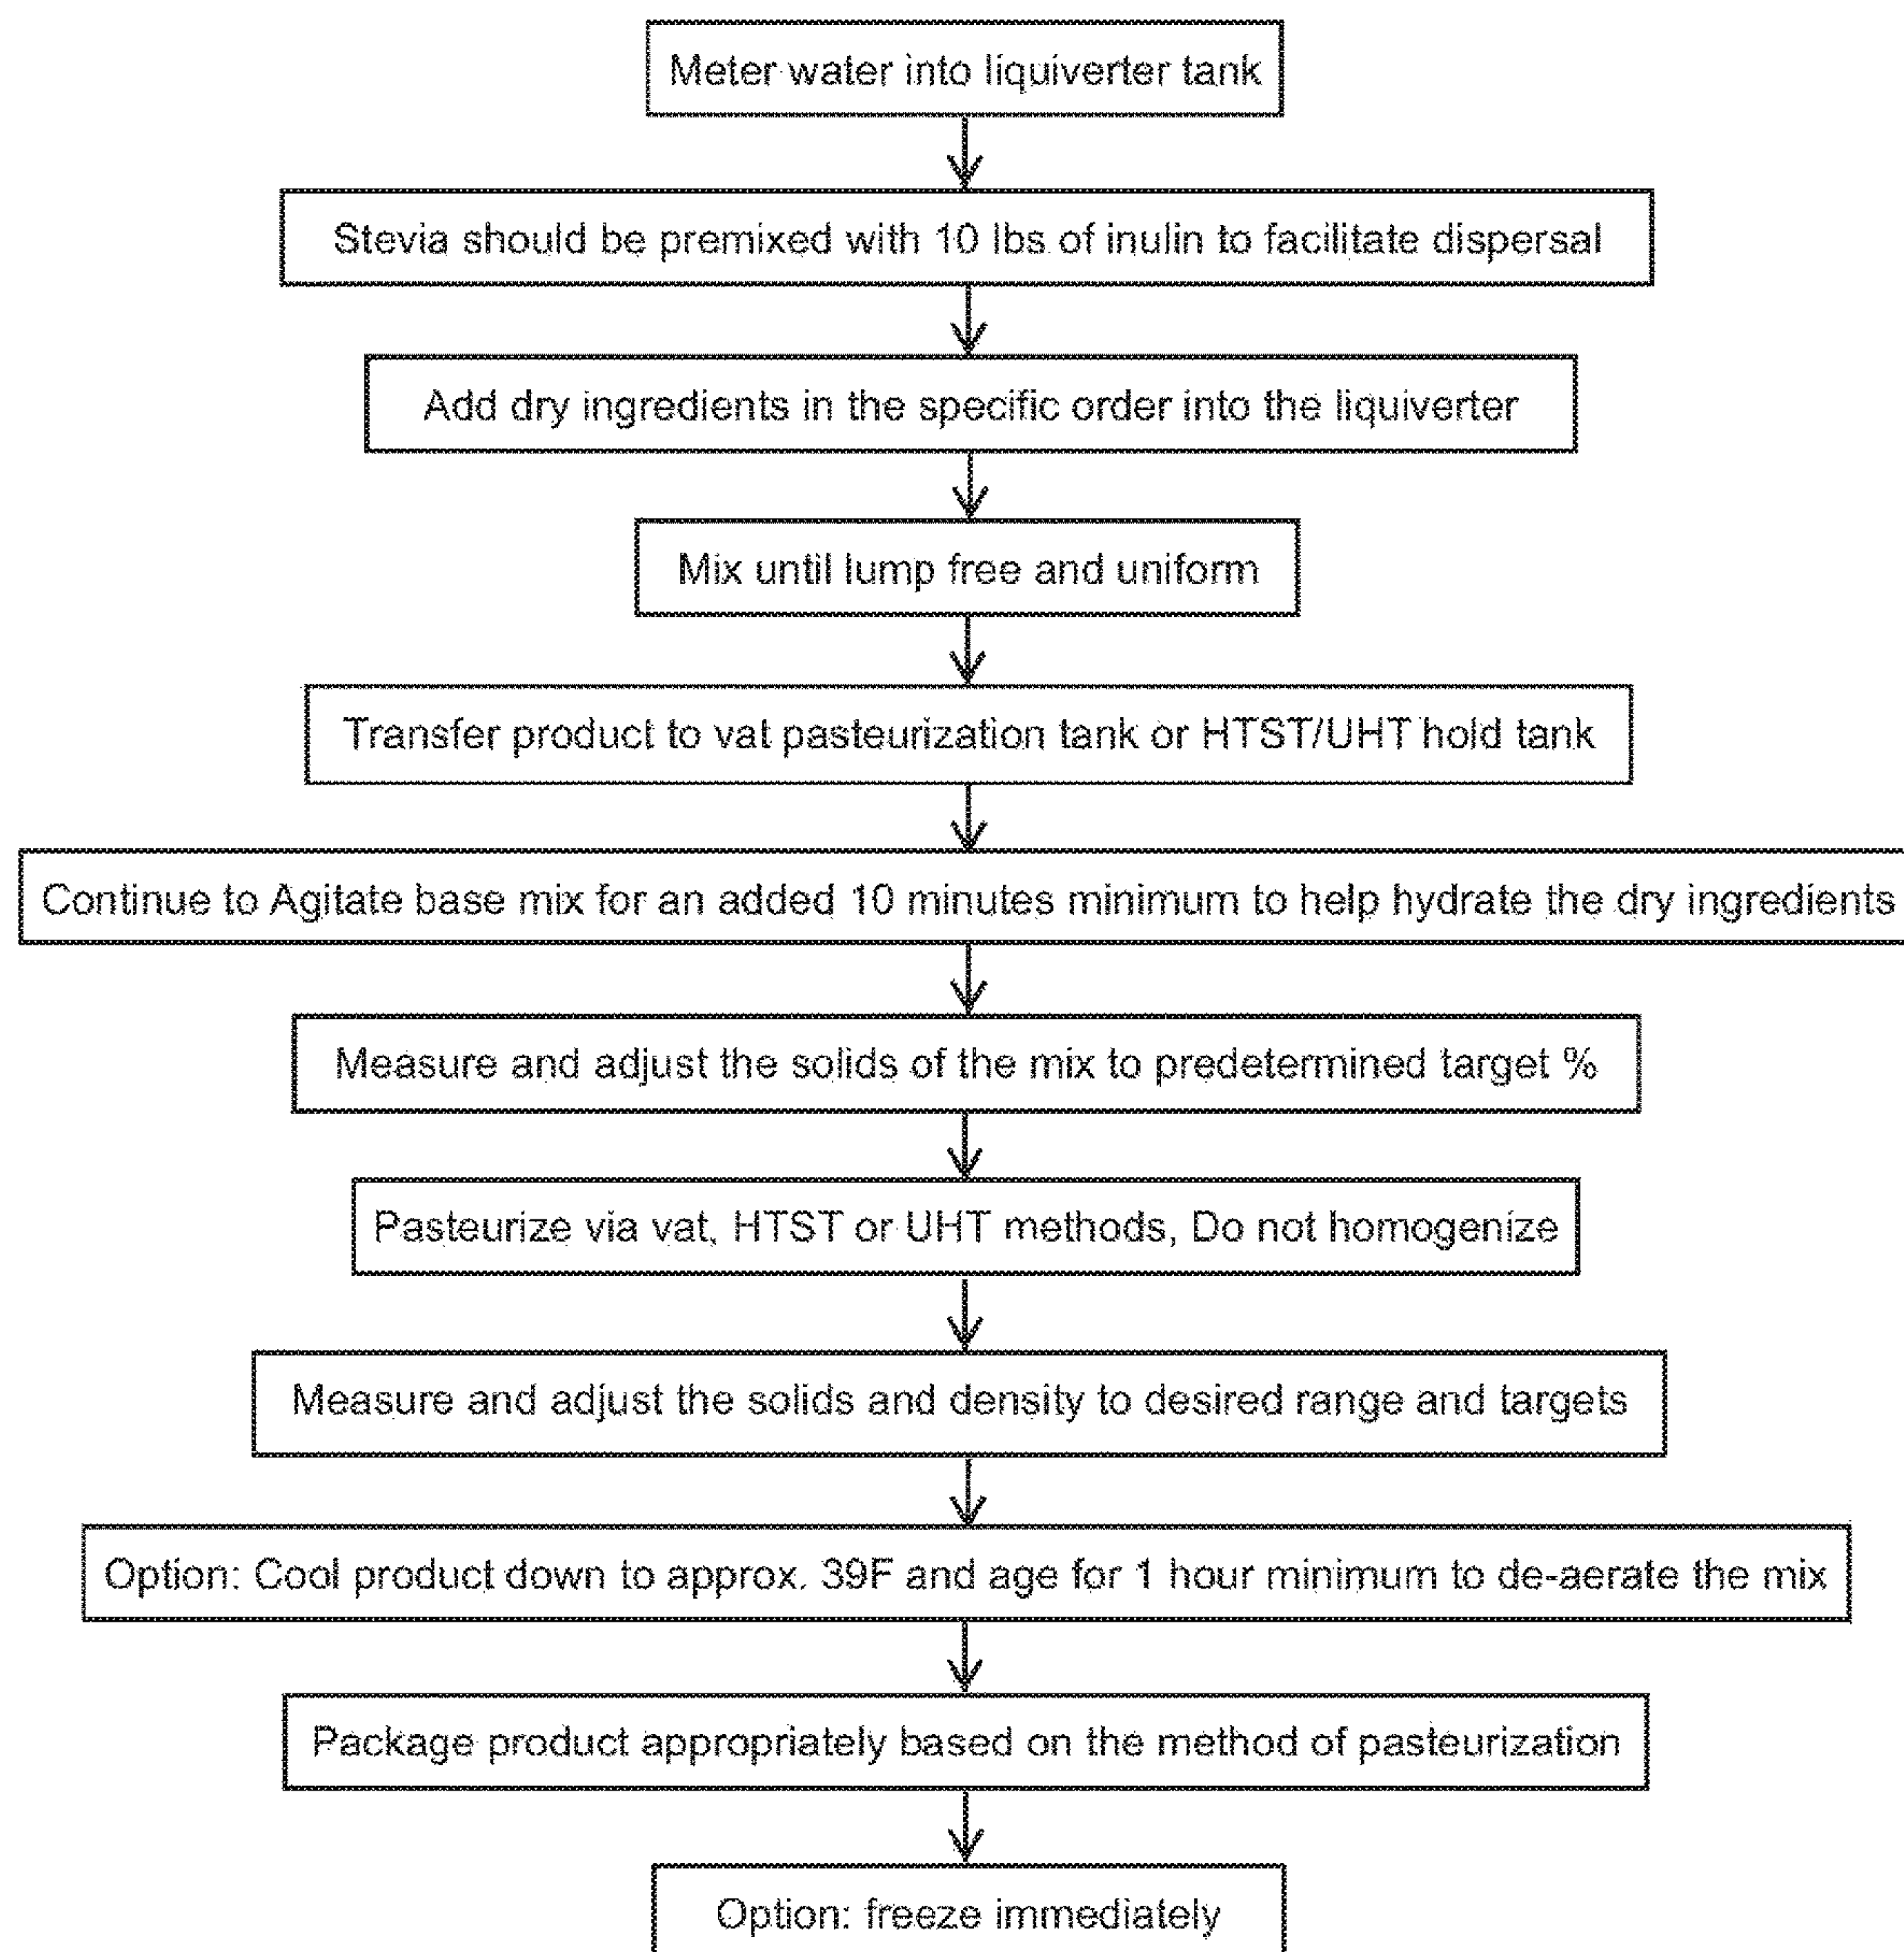 Meter water into liquiverter tank
Stevia should be premixed with 10 lbs of inulin to facilitate dispersal
Add dry ingredients in the specific order into the liquiverter
Mix until lump free and uniform
Transfer product to vat pasteurization tank or HTST/UHT hold tank
Continue to Agitate base mix for an added 10 minutes minimum to help hydrate the dry ingredients
Measure and adjust the solids of the mix to predetermined target %
Pasteurize via vat, HTST or UHT methods, Do not homogenize
Measure and adjust the solids and density to desired range and targets
Option: Cool product down to approx. 39F and age for 1 hour minimum to de-aerate the mix
Package product appropriately based on the method of pasteurization
Option: freeze immediately